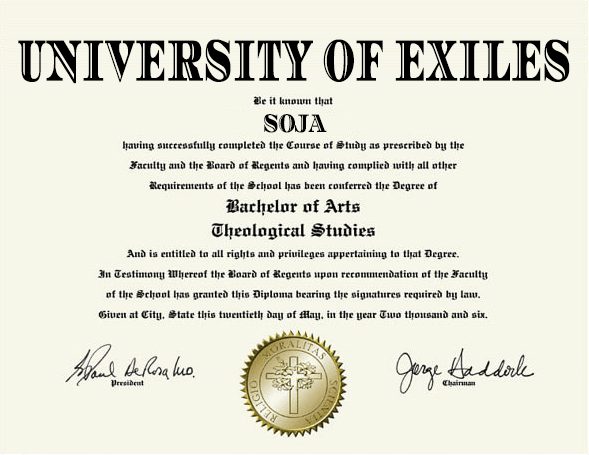 UNIVERSITY OF EXILES
Be it known that
SOJA
having successfully completed the Course of Study as prescribed by the
Faculty and the Board of Regents and having complied with all other
Requirements of the School has been conferred the Degree of
Bachelor of Arts
Theological Studies
And is entitled to all rights and privileges appertaining to that Degree.
In Testimony Whereof the Board of Regents upon recommendation of the Faculty
of the School has granted this Diploma bearing the signatures required by law.
Given at City, State this twentieth day of May, in the year Two thousand and six.
Paul DeRosa
President
MORALITAS
RELIGIO
SCIENTIA
Jorge Haddock
Chairman